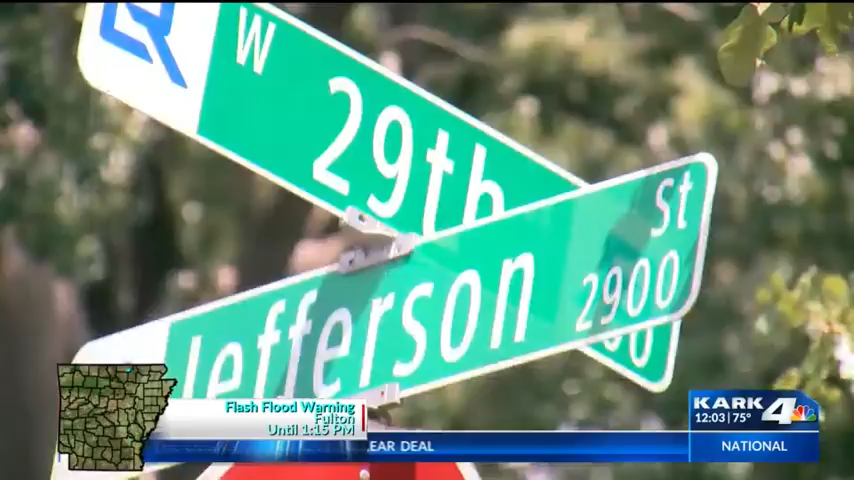 LR
W 29th
St
Jefferson 2900
Flash Flood Warning
Fulton
Until 1:15 PM
EAR DEAL
KARK 4
12:03 75°
NATIONAL